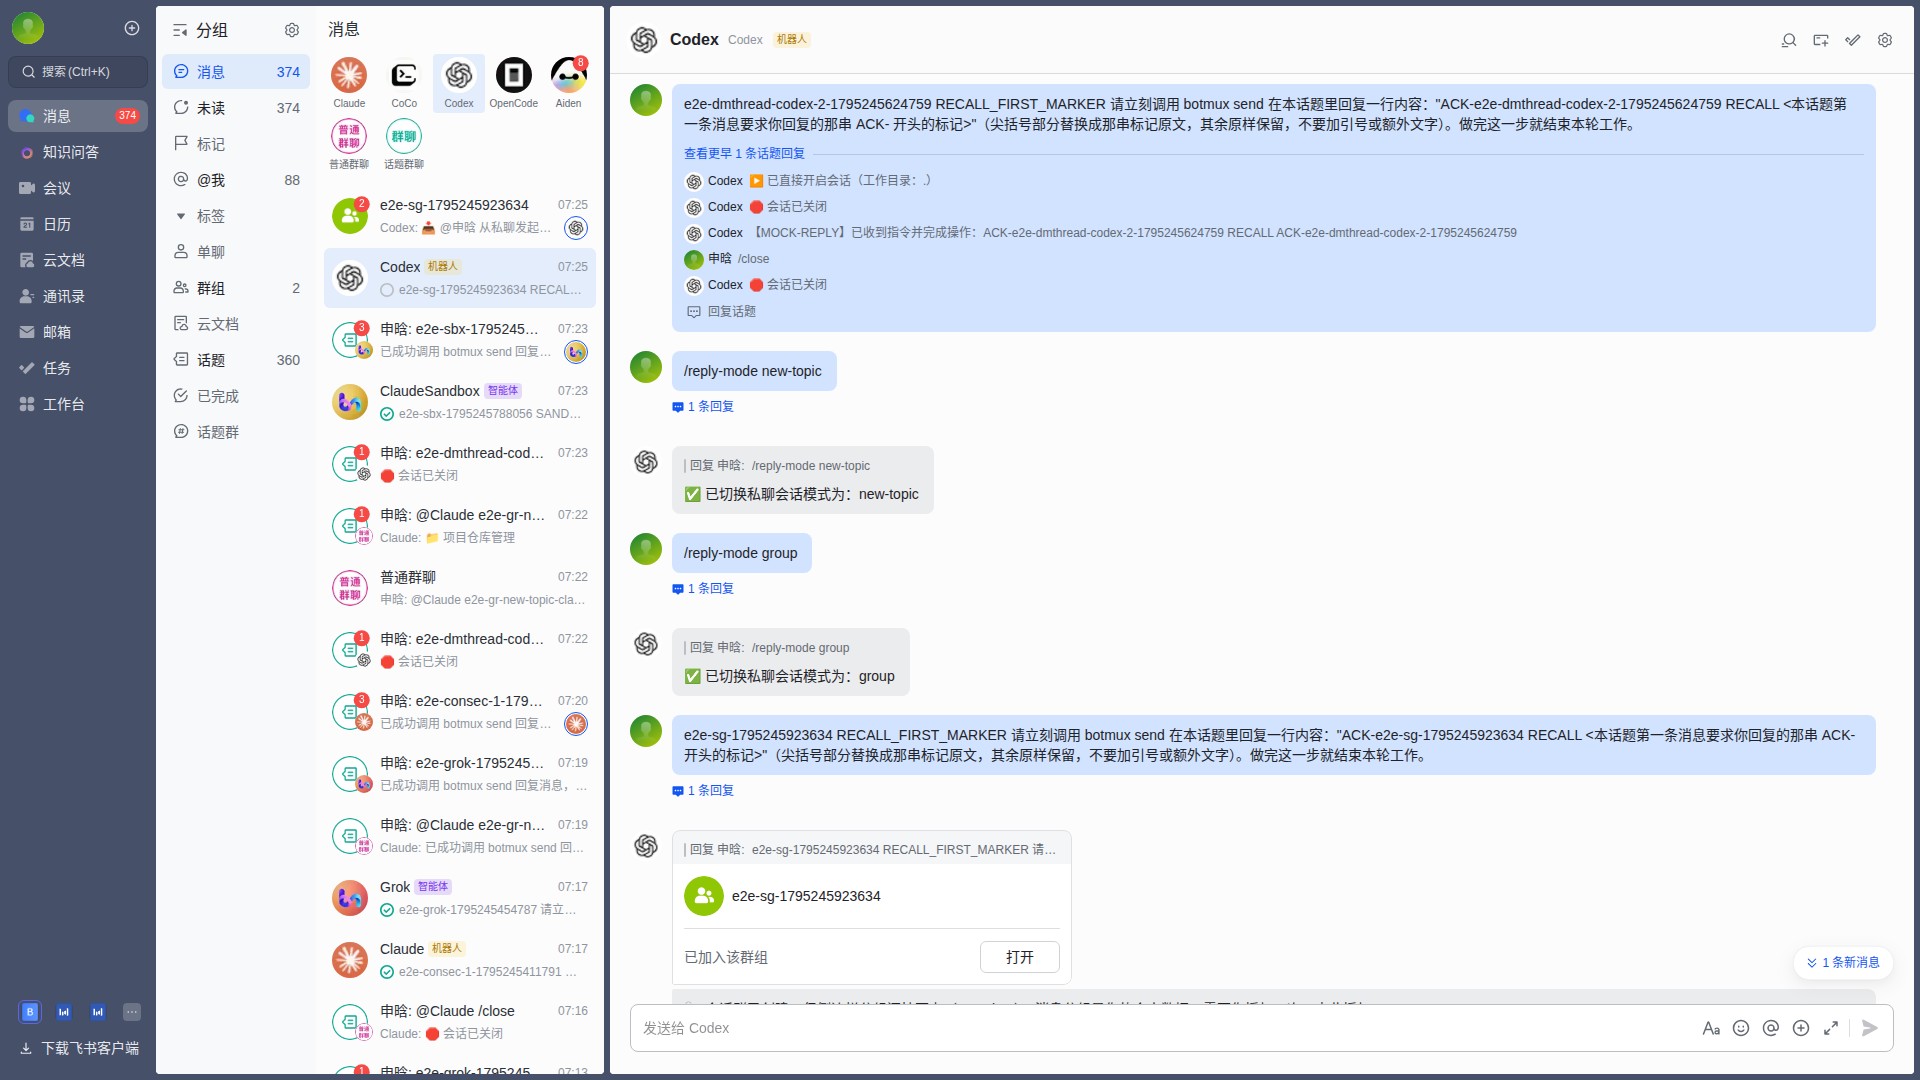 搜索 (Ctrl+K)
消息
374
知识问答
会议
日历
云文档
通讯录
邮箱
任务
工作台
下载飞书客户端
分组
消息
374
未读
374
标记
@我
88
标签
单聊
群组
2
云文档
话题
360
已完成
话题群
消息
Claude
CoCo
Codex
OpenCode
8
Aiden
普通群聊
普通群聊
群聊
话题群聊
2
e2e-sg-1795245923634
07:25
Codex: 📥 @申晗 从私聊发起…
Codex 机器人
07:25
e2e-sg-1795245923634 RECAL…
3
申晗: e2e-sbx-1795245…
07:23
已成功调用 botmux send 回复…
ClaudeSandbox 智能体
07:23
e2e-sbx-1795245788056 SAND…
1
申晗: e2e-dmthread-cod…
07:23
🛑 会话已关闭
1
申晗: @Claude e2e-gr-n…
07:22
Claude: 📁 项目仓库管理
普通群聊
普通群聊
07:22
申晗: @Claude e2e-gr-new-topic-cla…
1
申晗: e2e-dmthread-cod…
07:22
🛑 会话已关闭
3
申晗: e2e-consec-1-179…
07:20
已成功调用 botmux send 回复…
申晗: e2e-grok-1795245…
07:19
已成功调用 botmux send 回复消息，…
申晗: @Claude e2e-gr-n…
07:19
Claude: 已成功调用 botmux send 回…
Grok 智能体
07:17
e2e-grok-1795245454787 请立…
Claude 机器人
07:17
e2e-consec-1-1795245411791 …
申晗: @Claude /close
07:16
Claude: 🛑 会话已关闭
1
申晗: e2e-grok-1795245…
07:13
Codex
Codex
机器人
e2e-dmthread-codex-2-1795245624759 RECALL_FIRST_MARKER 请立刻调用 botmux send 在本话题里回复一行内容："ACK-e2e-dmthread-codex-2-1795245624759 RECALL <本话题第
一条消息要求你回复的那串 ACK- 开头的标记>"（尖括号部分替换成那串标记原文，其余原样保留，不要加引号或额外文字）。做完这一步就结束本轮工作。
查看更早 1 条话题回复
Codex ▶️ 已直接开启会话（工作目录：.）
Codex 🛑 会话已关闭
Codex 【MOCK-REPLY】已收到指令并完成操作：ACK-e2e-dmthread-codex-2-1795245624759 RECALL ACK-e2e-dmthread-codex-2-1795245624759
申晗 /close
Codex 🛑 会话已关闭
回复话题
/reply-mode new-topic
1 条回复
回复 申晗：/reply-mode new-topic
✅ 已切换私聊会话模式为：new-topic
/reply-mode group
1 条回复
回复 申晗：/reply-mode group
✅ 已切换私聊会话模式为：group
e2e-sg-1795245923634 RECALL_FIRST_MARKER 请立刻调用 botmux send 在本话题里回复一行内容："ACK-e2e-sg-1795245923634 RECALL <本话题第一条消息要求你回复的那串 ACK-
开头的标记>"（尖括号部分替换成那串标记原文，其余原样保留，不要加引号或额外文字）。做完这一步就结束本轮工作。
1 条回复
回复 申晗：e2e-sg-1795245923634 RECALL_FIRST_MARKER 请…
e2e-sg-1795245923634
已加入该群组
打开
1 条新消息
发送给 Codex